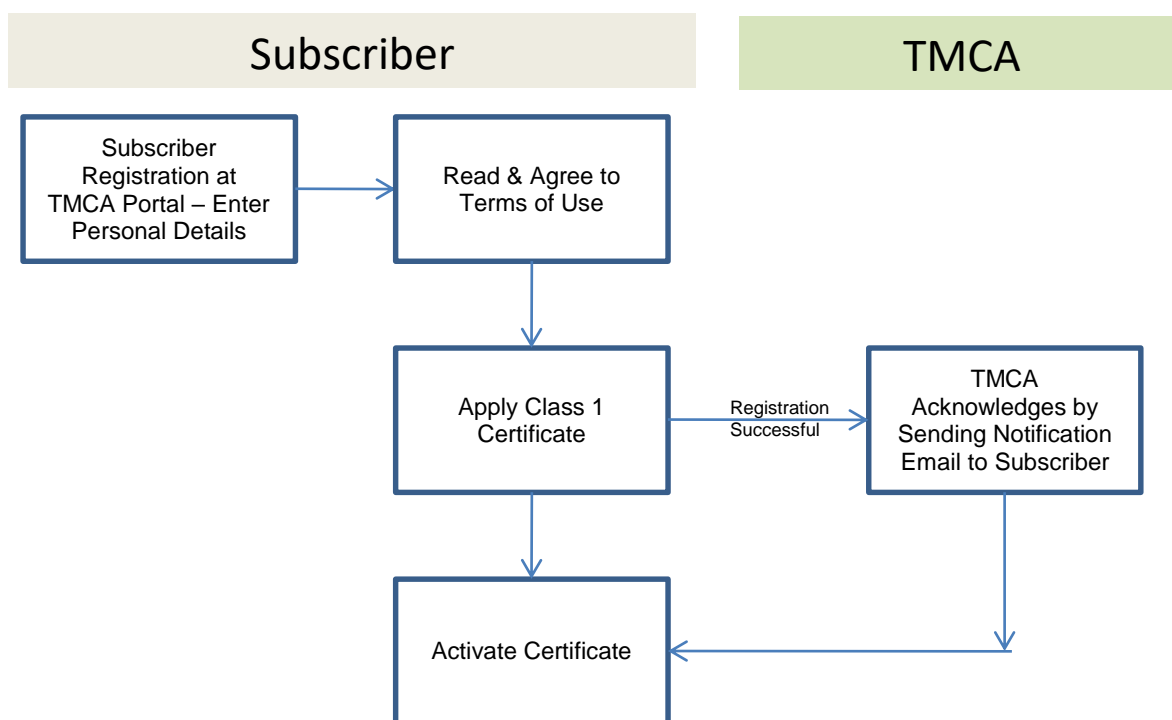 Subscriber
TMCA
Subscriber
Registration at
TMCA Portal – Enter
Personal Details
Read & Agree to
Terms of Use
Apply Class 1
Certificate
Registration
Successful
TMCA
Acknowledges by
Sending Notification
Email to Subscriber
Activate Certificate